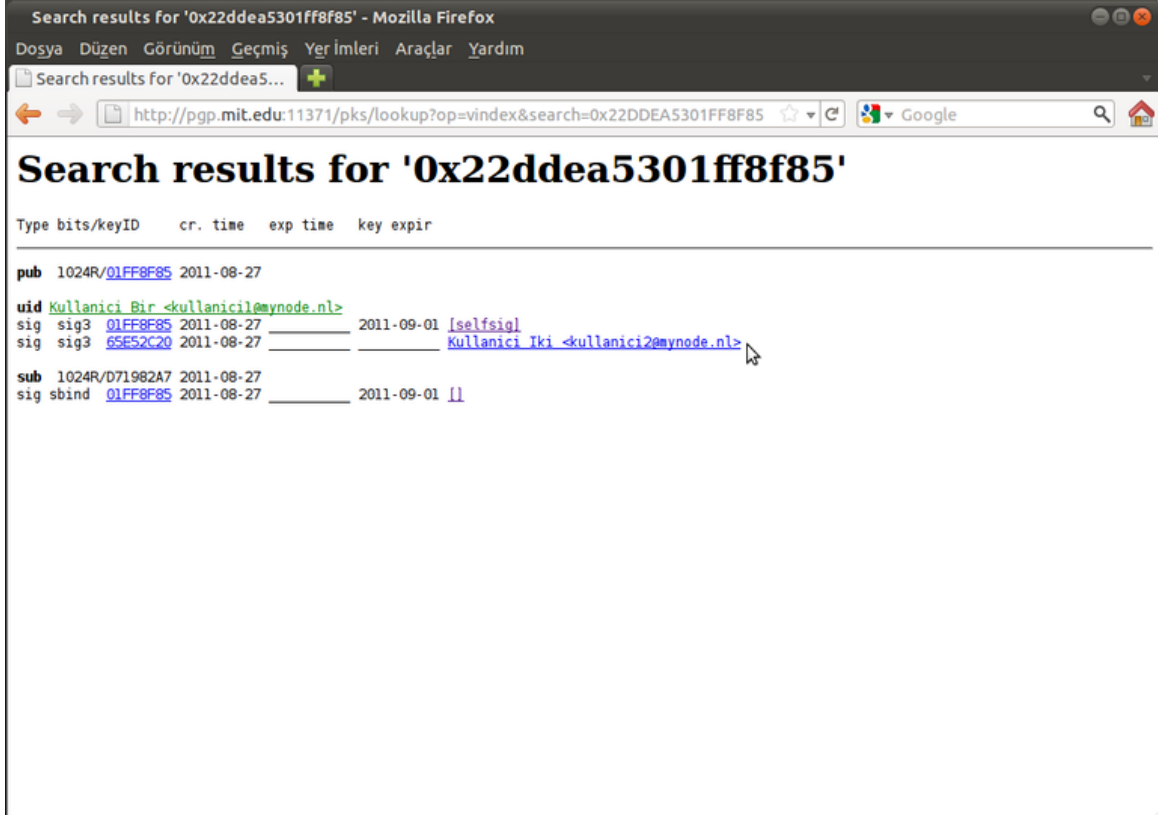 Search results for '0x22ddea5301ff8f85' - Mozilla Firefox
Dosya Düzen Görünüm Geçmiş Yer İmleri Araçlar Yardım
Search results for '0x22ddea5...
http://pgp.mit.edu:11371/pks/lookup?op=vindex&search=0x22DDEA5301FF8F85 Google
Search results for '0x22ddea5301ff8f85'
Type bits/keyID cr. time exp time key expir
pub 1024R/01FF8F85 2011-08-27
uid Kullanici Bir <kullanici1@mynode.nl>
sig sig3 01FF8F85 2011-08-27 __________ 2011-09-01 [selfsig]
sig sig3 65E52C20 2011-08-27 __________ __________ Kullanici Iki <kullanici2@mynode.nl>
sub 1024R/D71982A7 2011-08-27
sig sbind 01FF8F85 2011-08-27 __________ 2011-09-01 []